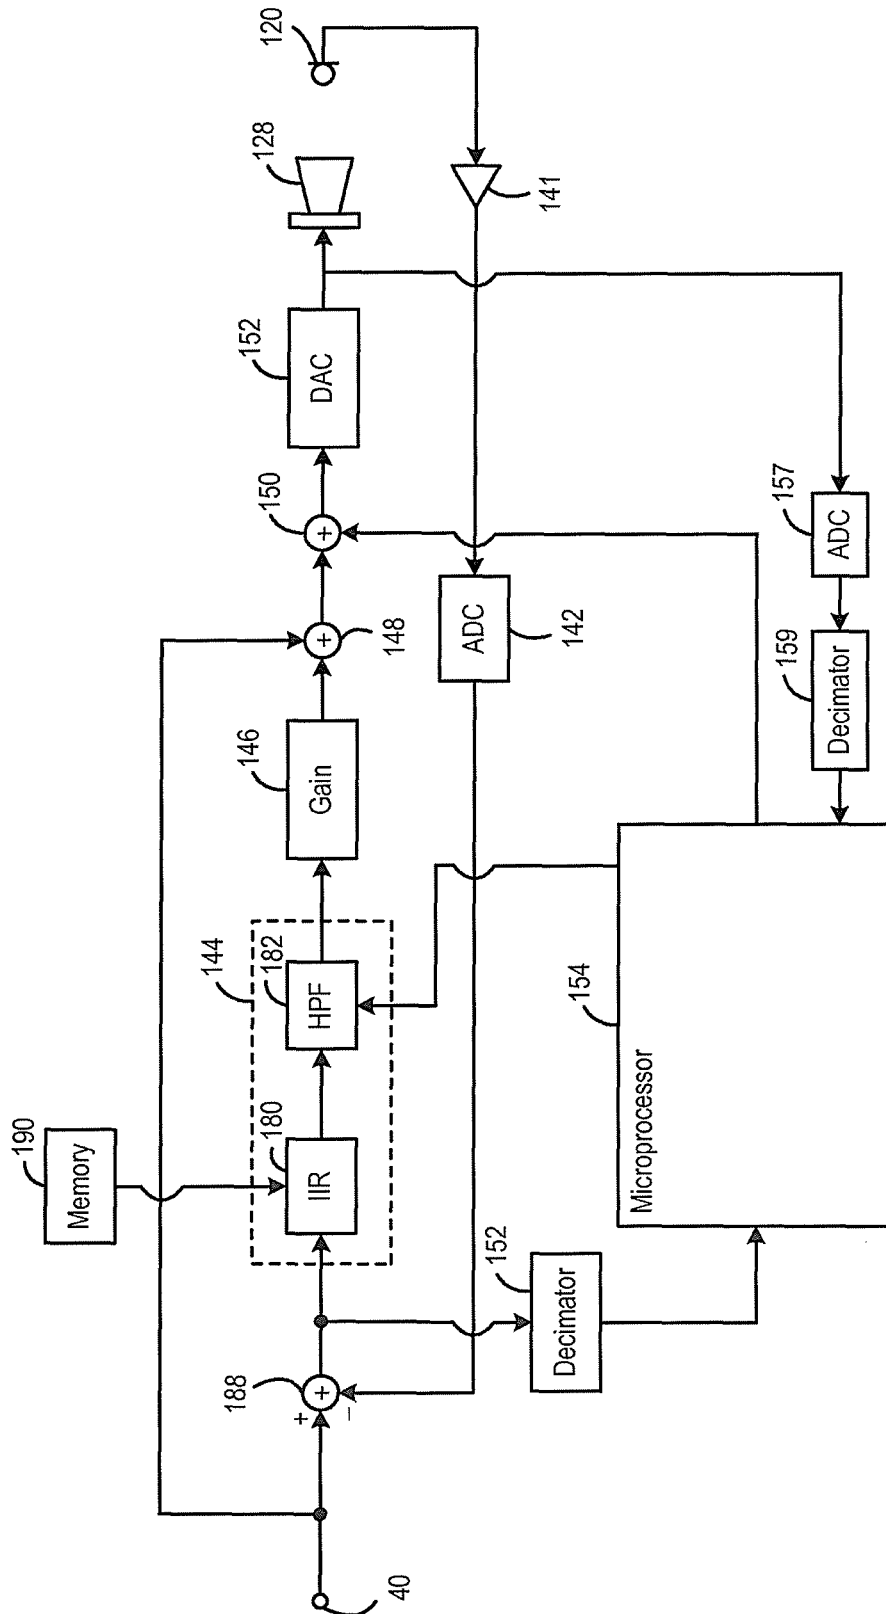 190
Memory
144
180
IIR
182
HPF
146
Gain
148
+
150
+
152
DAC
128
120
141
188
+
+
−
40
ADC
142
152
Decimator
154
Microprocessor
159
Decimator
157
ADC